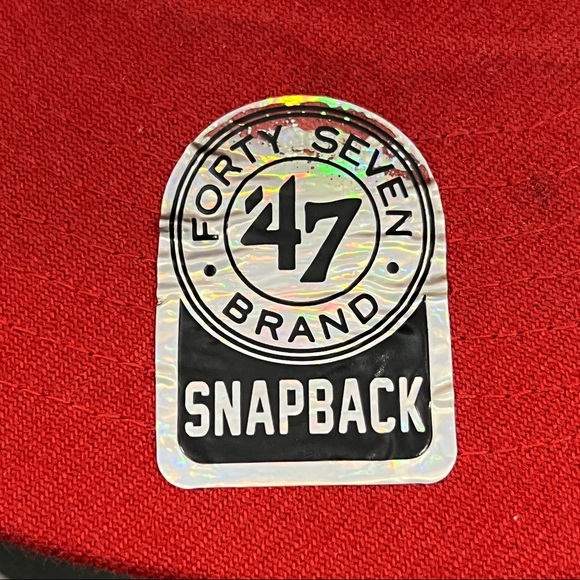 FORTY SEVEN
'47
BRAND
SNAPBACK